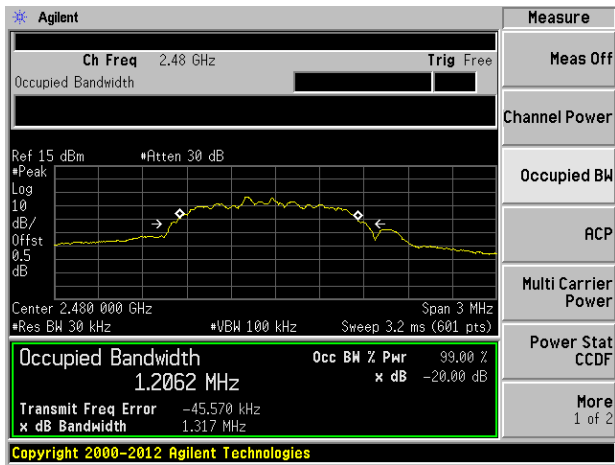 Agilent
Measure
Ch Freq 2.48 GHz Trig Free
Occupied Bandwidth
Meas Off
Channel Power
Occupied BW
ACP
Multi Carrier
Power
Power Stat
CCDF
More
1 of 2
Ref 15 dBm #Atten 30 dB
#Peak
Log
10
dB/
Offst
0.5
dB
Center 2.480 000 GHz Span 3 MHz
#Res BW 30 kHz #VBW 100 kHz Sweep 3.2 ms (601 pts)
Occupied Bandwidth Occ BW % Pwr 99.00 %
1.2062 MHz x dB -20.00 dB
Transmit Freq Error -45.570 kHz
x dB Bandwidth 1.317 MHz
Copyright 2000-2012 Agilent Technologies